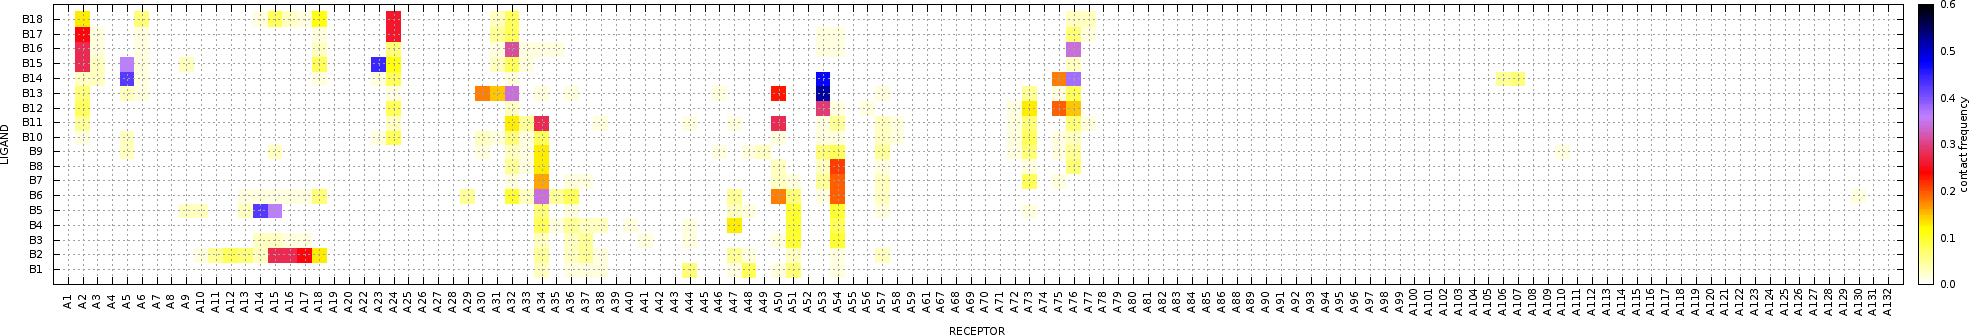 B18
B17
B16
B15
B14
B13
B12
B11
B10
B9
B8
B7
B6
B5
B4
B3
B2
B1
LIGAND
A1 A2 A3 A4 A5 A6 A7 A8 A9 A10 A11 A12 A13 A14 A15 A16 A17 A18 A19 A20 A22 A23 A24 A25 A26 A27 A28 A29 A30 A31 A32 A33 A34 A35 A36 A37 A38 A39 A40 A41 A42 A43 A44 A45 A46 A47 A48 A49 A50 A51 A52 A53 A54 A55 A56 A57 A58 A59 A61 A67 A68 A69 A70 A71 A72 A73 A74 A75 A76 A77 A78 A79 A80 A81 A82 A83 A84 A85 A86 A88 A89 A90 A91 A92 A93 A94 A95 A96 A97 A98 A99 A100 A101 A102 A103 A104 A105 A106 A107 A108 A109 A110 A111 A112 A113 A114 A115 A116 A117 A118 A119 A120 A121 A122 A123 A124 A125 A126 A127 A128 A129 A130 A131 A132
RECEPTOR
0.6
0.5
0.4
0.3
0.2
0.1
0.0
contact frequency